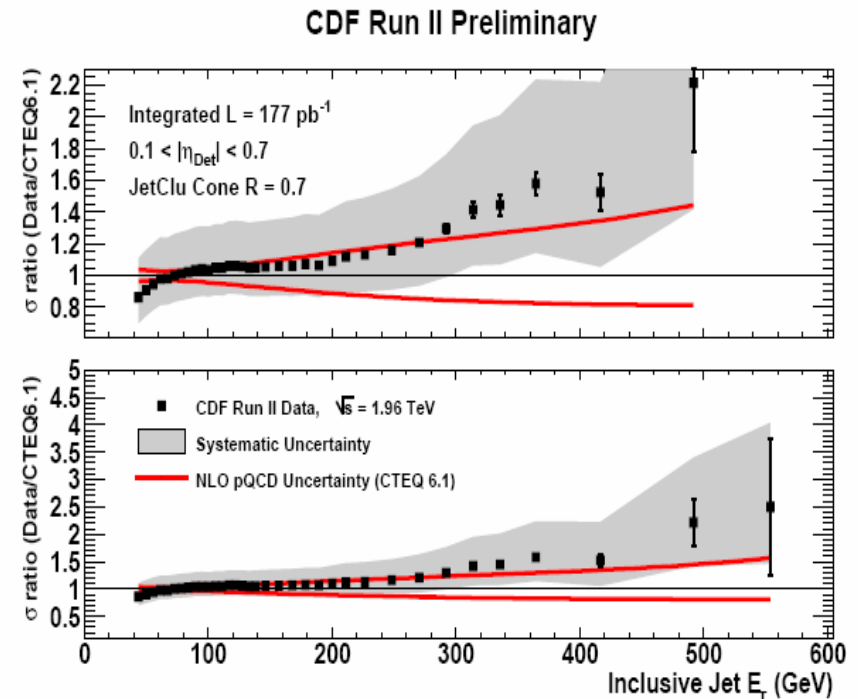 CDF Run II Preliminary
σ ratio (Data/CTEQ6.1)
2.2
2
1.8
1.6
1.4
1.2
1
0.8
Integrated L = 177 pb⁻¹
0.1 < |η_Det| < 0.7
JetClu Cone R = 0.7
σ ratio (Data/CTEQ6.1)
5
4.5
4
3.5
3
2.5
2
1.5
1
0.5
CDF Run II Data, √s = 1.96 TeV
Systematic Uncertainty
NLO pQCD Uncertainty (CTEQ 6.1)
0 100 200 300 400 500 600
Inclusive Jet E_T (GeV)